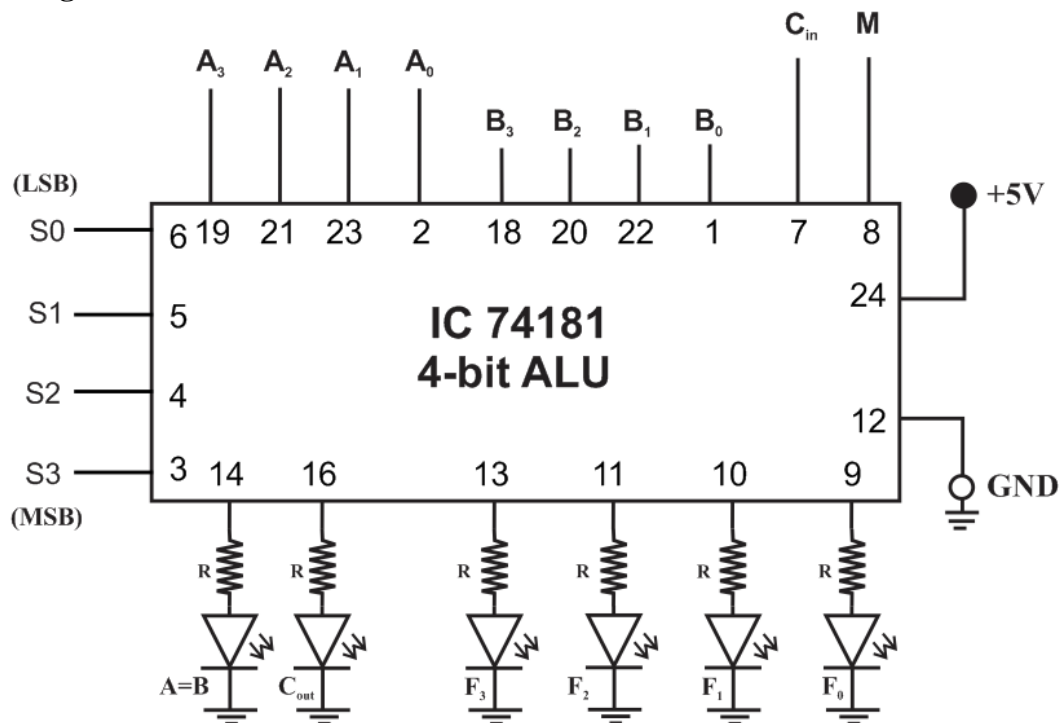 C_in M
A₃ A₂ A₁ A₀
B₃ B₂ B₁ B₀
(LSB)
+5V
S0 6 19 21 23 2 18 20 22 1 7 8
24
S1 5
IC 74181
4-bit ALU
S2 4
12
S3 3 14 16 13 11 10 9
GND
(MSB)
R R R R R R
A=B C_out F₃ F₂ F₁ F₀